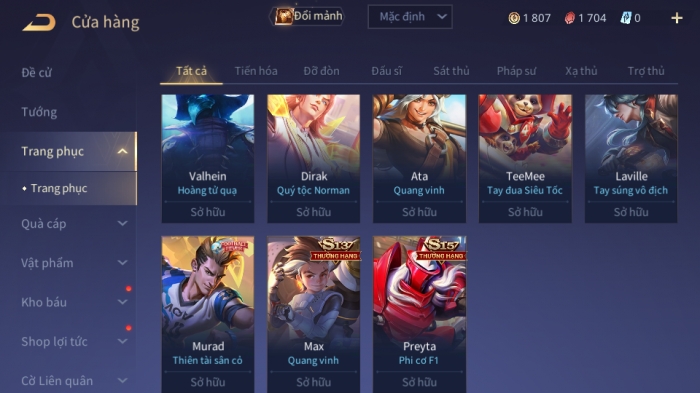 Cửa hàng
Đổi mảnh
Mặc định
1 807
1 704
0
Đề cử
Tướng
Trang phục
Trang phục
Quà cáp
Vật phẩm
Kho báu
Shop lợi tức
Cờ Liên quân
Tất cả Tiến hóa Đỡ đòn Đấu sĩ Sát thủ Pháp sư Xạ thủ Trợ thủ
Valhein
Hoàng tử quạ
Sở hữu
Dirak
Quý tộc Norman
Sở hữu
Ata
Quang vinh
Sở hữu
TeeMee
Tay đua Siêu Tốc
Sở hữu
Laville
Tay súng vô địch
Sở hữu
Murad
Thiên tài sân cỏ
Sở hữu
S13
THƯỞNG HẠNG
Max
Quang vinh
Sở hữu
S15
THƯỞNG HẠNG
Preyta
Phi cơ F1
Sở hữu